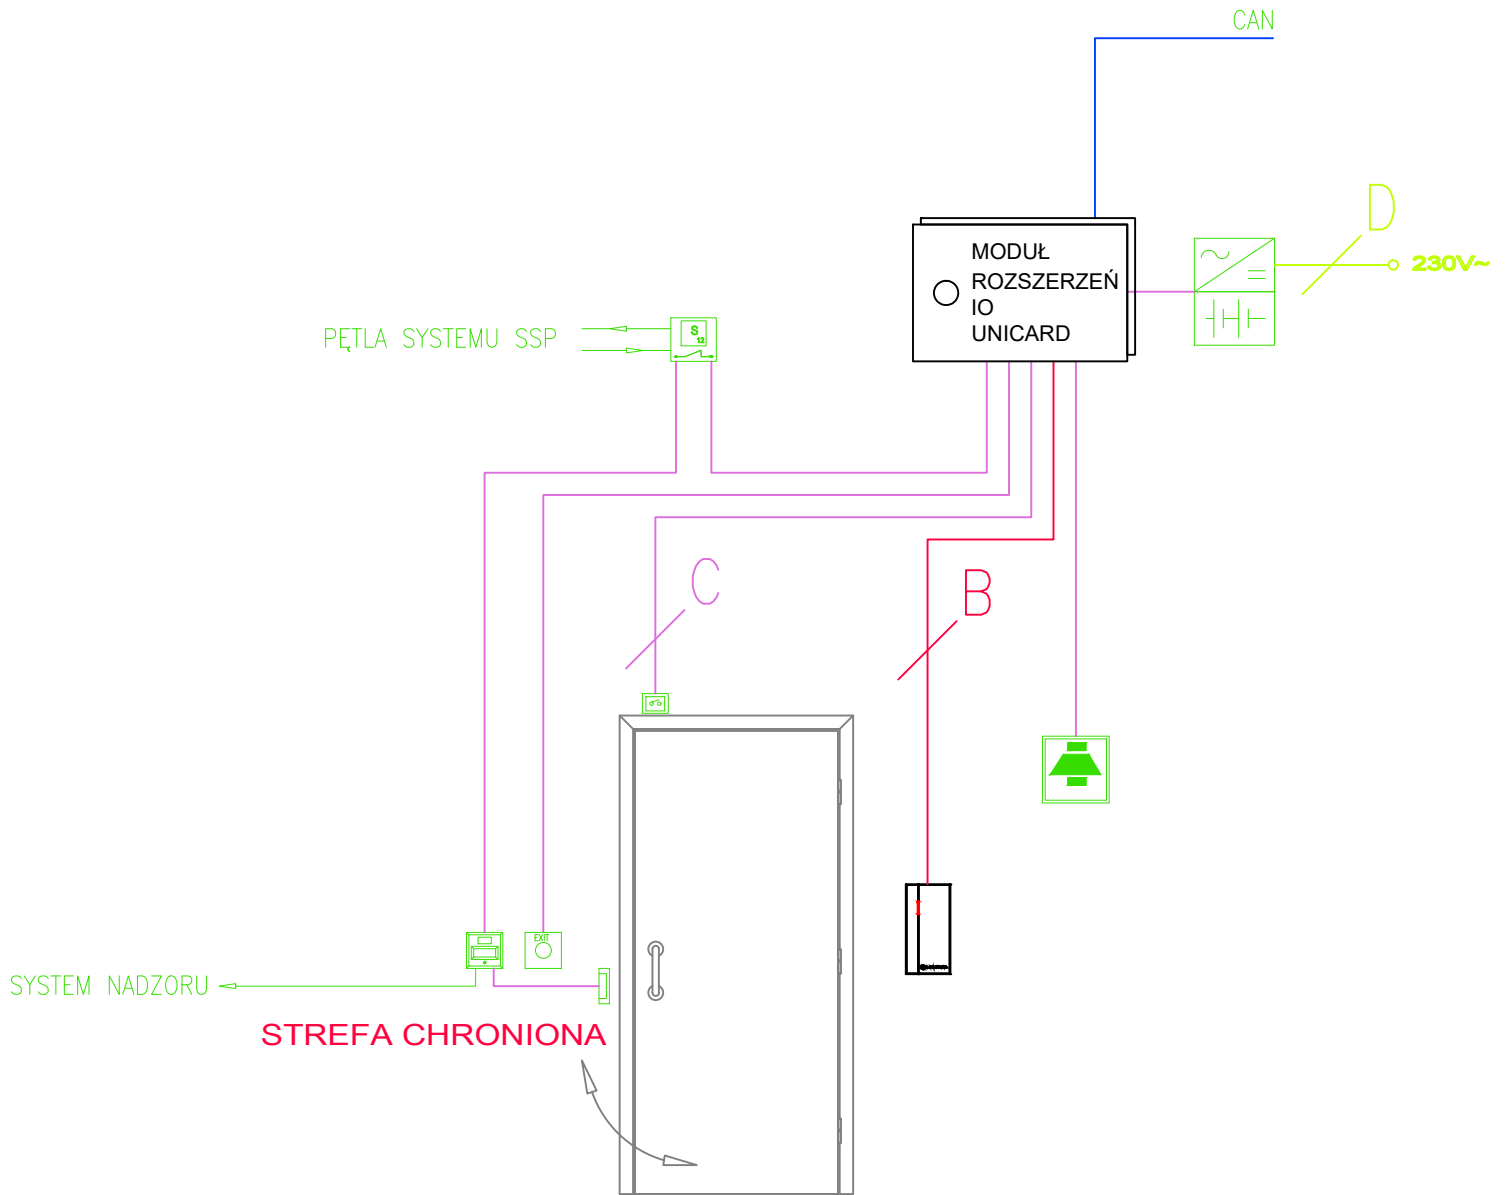 CAN
D
230V~
MODUŁ
ROZSZERZEŃ
IO
UNICARD
PĘTLA SYSTEMU SSP
S
12
C
B
EXIT
SYSTEM NADZORU
STREFA CHRONIONA